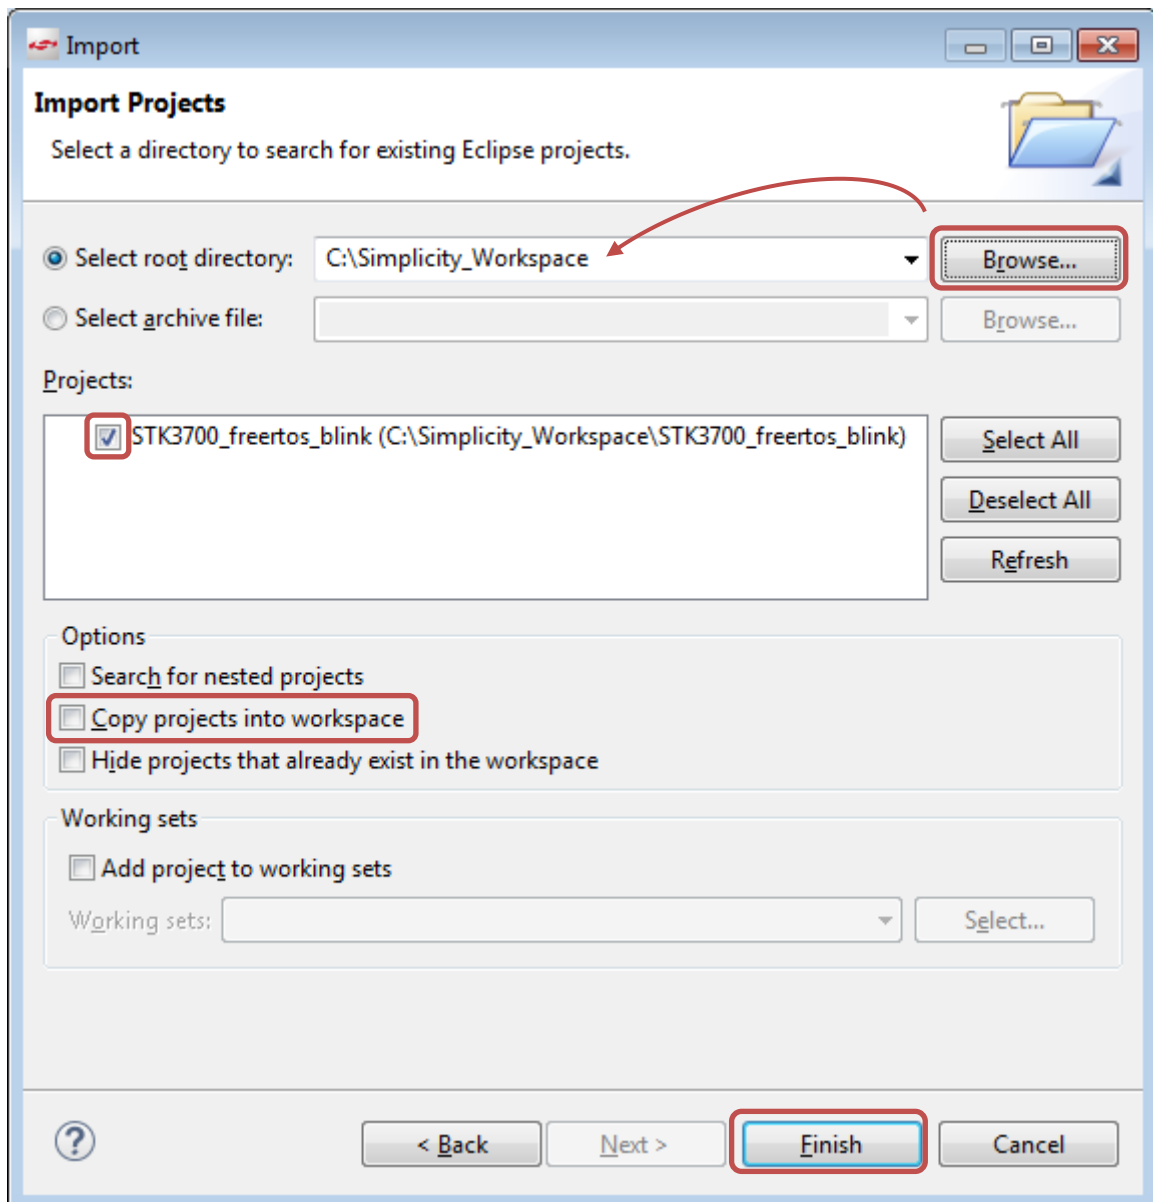 Import
Import Projects
Select a directory to search for existing Eclipse projects.
Select root directory: C:\Simplicity_Workspace Browse...
Select archive file: Browse...
Projects:
STK3700_freertos_blink (C:\Simplicity_Workspace\STK3700_freertos_blink)
Select All
Deselect All
Refresh
Options
Search for nested projects
Copy projects into workspace
Hide projects that already exist in the workspace
Working sets
Add project to working sets
Working sets: Select...
? < Back Next > Finish Cancel